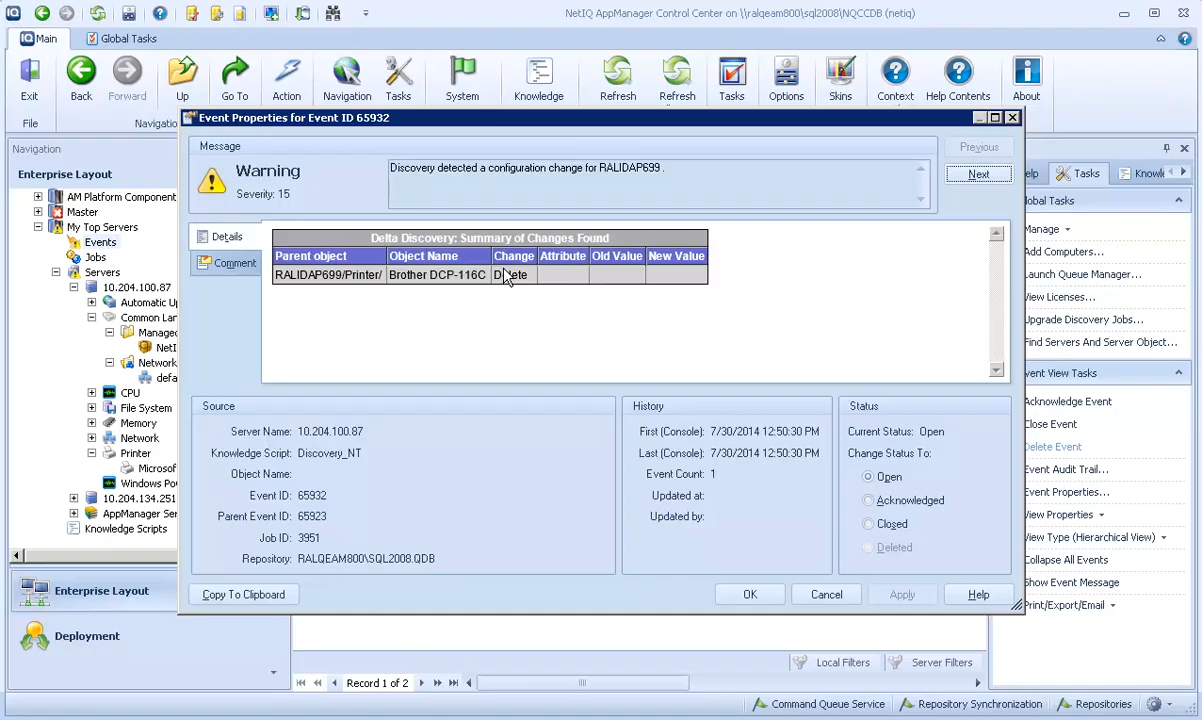 NetIQ AppManager Control Center on \\ralqeam800\sql2008\NQCCDB (netiq)
Main
Global Tasks
Exit
Back
Forward
Up
Go To
Action
Navigation
Tasks
System
Knowledge
Refresh
Refresh
Tasks
Options
Skins
Context
Help Contents
About
File
Navigation
Enterprise Layout
AM Platform Component
Master
My Top Servers
Events
Jobs
Servers
10.204.100.87
Automatic Up
Common Lan
Managed
NetI
Network
defa
CPU
File System
Memory
Network
Printer
Microsof
Windows Po
10.204.134.251
AppManager Ser
Knowledge Scripts
Enterprise Layout
Deployment
Event Properties for Event ID 65932
Message
Warning
Severity: 15
Discovery detected a configuration change for RALIDAP699 .
Previous
Next
Details
Comment
Delta Discovery: Summary of Changes Found
Parent object Object Name Change Attribute Old Value New Value
RALIDAP699/Printer/ Brother DCP-116C Delete
Source
Server Name: 10.204.100.87
Knowledge Script: Discovery_NT
Object Name:
Event ID: 65932
Parent Event ID: 65923
Job ID: 3951
Repository: RALQEAM800\SQL2008.QDB
History
First (Console): 7/30/2014 12:50:30 PM
Last (Console): 7/30/2014 12:50:30 PM
Event Count: 1
Updated at:
Updated by:
Status
Current Status: Open
Change Status To:
Open
Acknowledged
Closed
Deleted
Copy To Clipboard
OK
Cancel
Apply
Help
elp
Tasks
Knowle
lobal Tasks
Manage
Add Computers...
Launch Queue Manager...
View Licenses...
Upgrade Discovery Jobs...
Find Servers And Server Object...
vent View Tasks
Acknowledge Event
Close Event
Delete Event
Event Audit Trail...
Event Properties...
View Properties
View Type (Hierarchical View)
Collapse All Events
Show Event Message
Print/Export/Email
Local Filters
Server Filters
Record 1 of 2
Command Queue Service
Repository Synchronization
Repositories